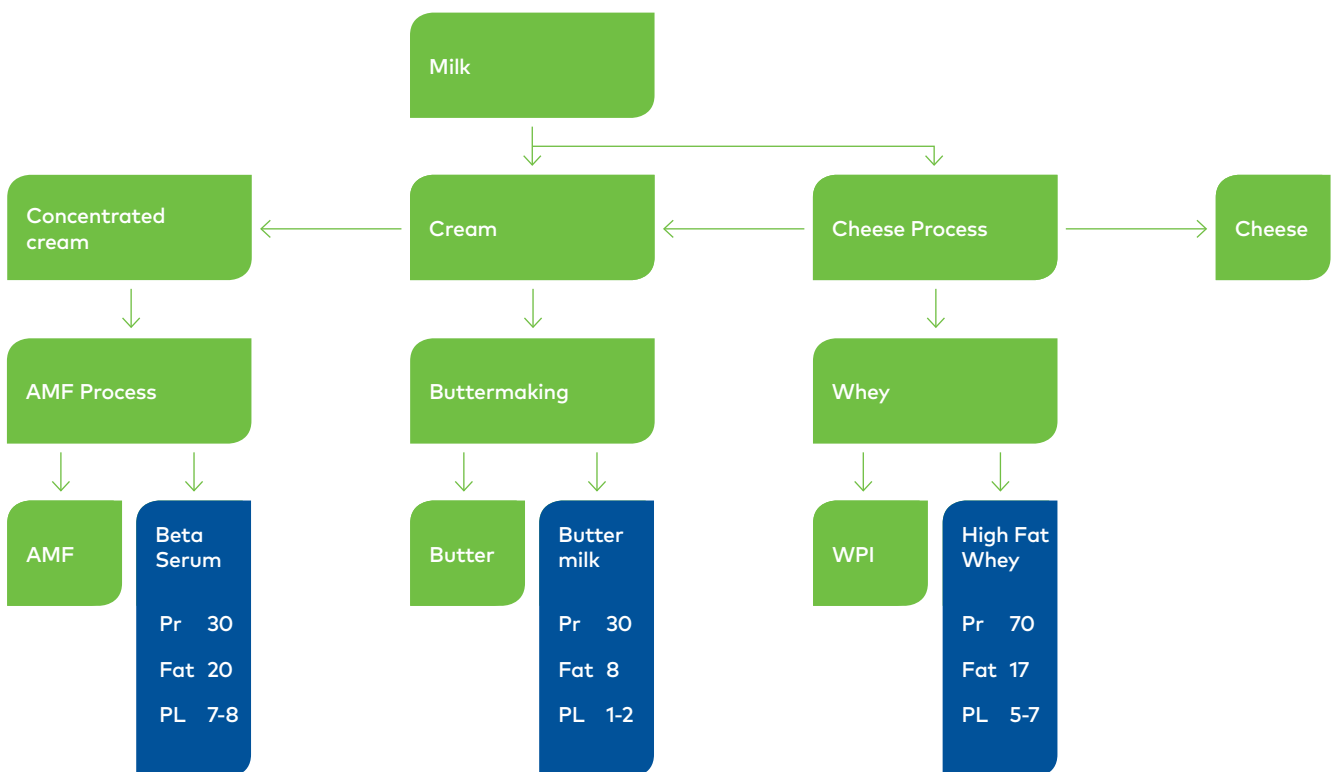 Milk
Concentrated
cream
Cream
Cheese Process
Cheese
AMF Process
Buttermaking
Whey
AMF
Beta
Serum
Pr 30
Fat 20
PL 7-8
Butter
Butter
milk
Pr 30
Fat 8
PL 1-2
WPI
High Fat
Whey
Pr 70
Fat 17
PL 5-7